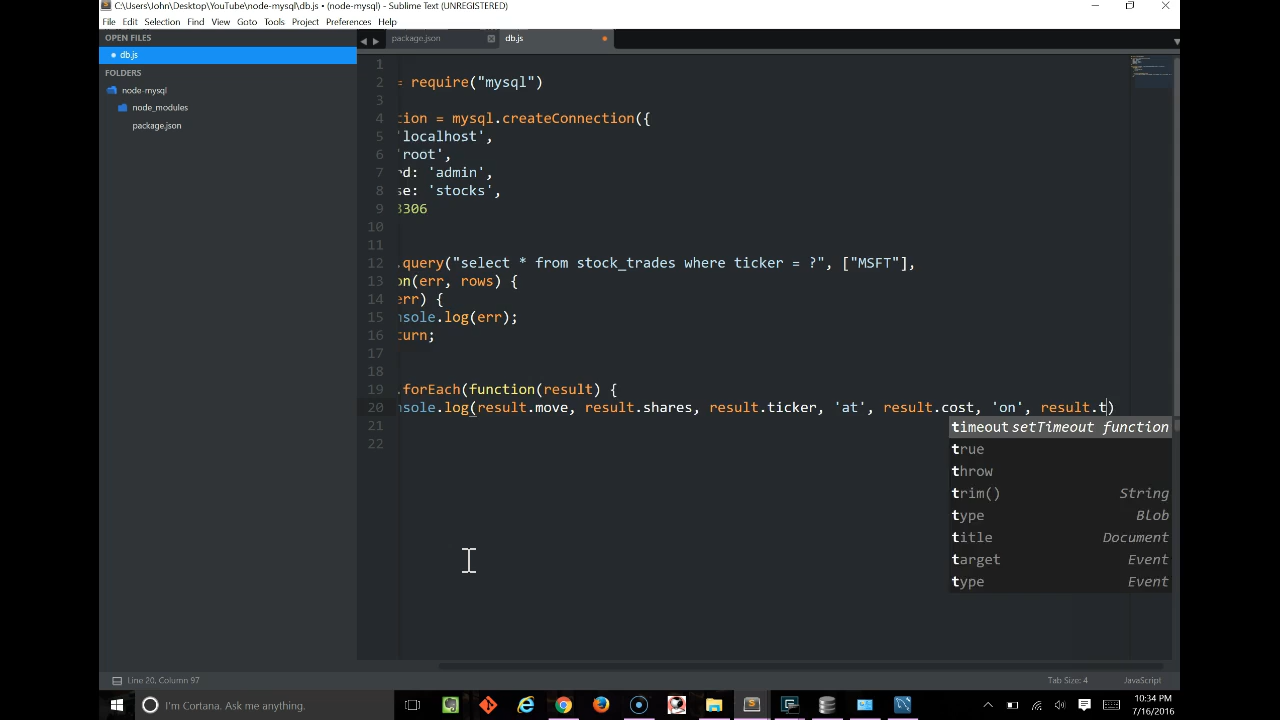 C:\Users\John\Desktop\YouTube\node-mysql\db.js • (node-mysql) - Sublime Text (UNREGISTERED)
File Edit Selection Find View Goto Tools Project Preferences Help
OPEN FILES
db.js
FOLDERS
node-mysql
node_modules
package.json
package.json db.js
1
2 = require("mysql")
3
4 tion = mysql.createConnection({
5 'localhost',
6 'root',
7 rd: 'admin',
8 se: 'stocks',
9 3306
10
11
12 .query("select * from stock_trades where ticker = ?", ["MSFT"],
13 on(err, rows) {
14 err) {
15 nsole.log(err);
16 turn;
17
18
19 .forEach(function(result) {
20 nsole.log(result.move, result.shares, result.ticker, 'at', result.cost, 'on', result.t)
21
22
timeout setTimeout function
true
throw
trim() String
type Blob
title Document
target Event
type Event
Line 20, Column 97
Tab Size: 4 JavaScript
I'm Cortana. Ask me anything.
10:34 PM
7/16/2016